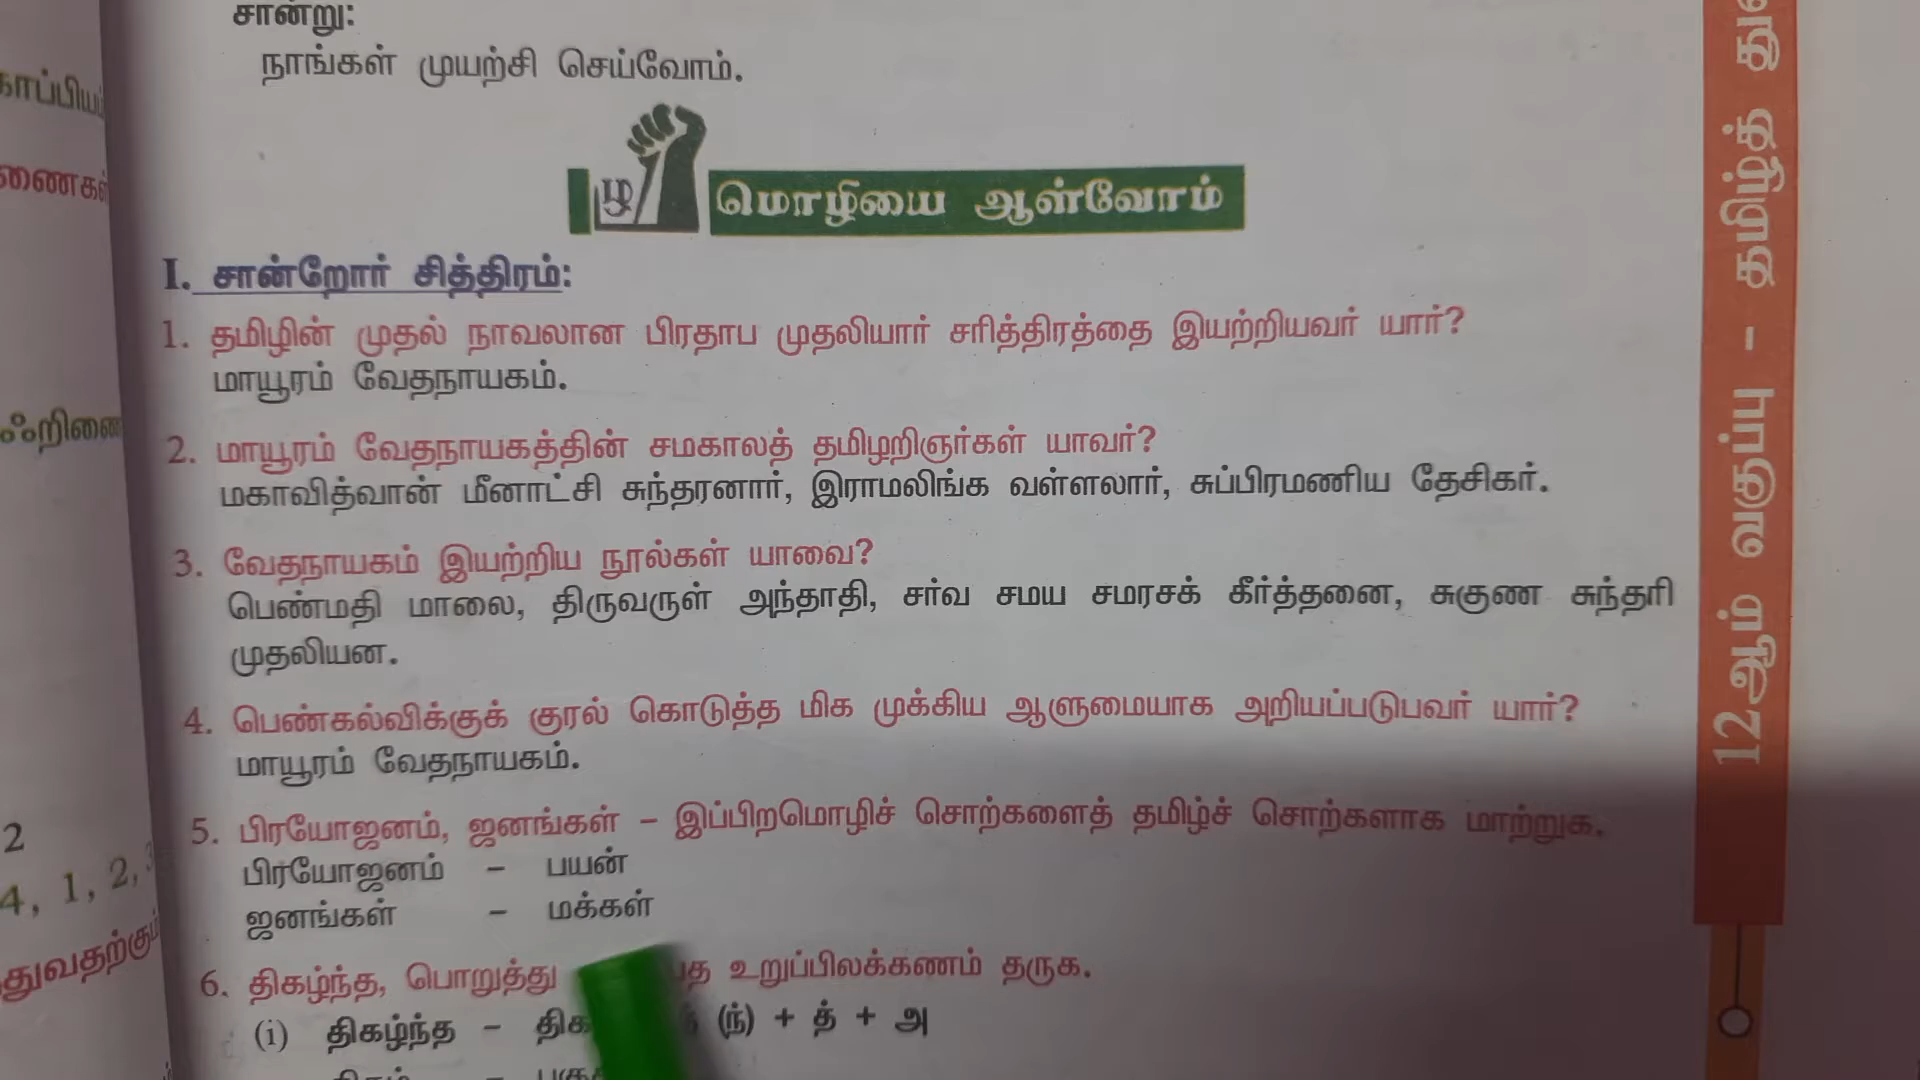 சான்று:
நாங்கள் முயற்சி செய்வோம்.
ழ
மொழியை ஆள்வோம்
I. சான்றோர் சித்திரம்:
1. தமிழின் முதல் நாவலான பிரதாப முதலியார் சரித்திரத்தை இயற்றியவர் யார்?
மாயூரம் வேதநாயகம்.
2. மாயூரம் வேதநாயகத்தின் சமகாலத் தமிழறிஞர்கள் யாவர்?
மகாவித்வான் மீனாட்சி சுந்தரனார், இராமலிங்க வள்ளலார், சுப்பிரமணிய தேசிகர்.
3. வேதநாயகம் இயற்றிய நூல்கள் யாவை?
பெண்மதி மாலை, திருவருள் அந்தாதி, சர்வ சமய சமரசக் கீர்த்தனை, சுகுண சுந்தரி
முதலியன.
4. பெண்கல்விக்குக் குரல் கொடுத்த மிக முக்கிய ஆளுமையாக அறியப்படுபவர் யார்?
மாயூரம் வேதநாயகம்.
5. பிரயோஜனம், ஜனங்கள் – இப்பிறமொழிச் சொற்களைத் தமிழ்ச் சொற்களாக மாற்றுக.
பிரயோஜனம் – பயன்
ஜனங்கள் – மக்கள்
6. திகழ்ந்த, பொறுத்து உறுப்பிலக்கணம் தருக.
(i) திகழ்ந்த – (ந்) + த் + அ
12ஆம் வகுப்பு – தமிழ்த்
2
4, 1, 2,